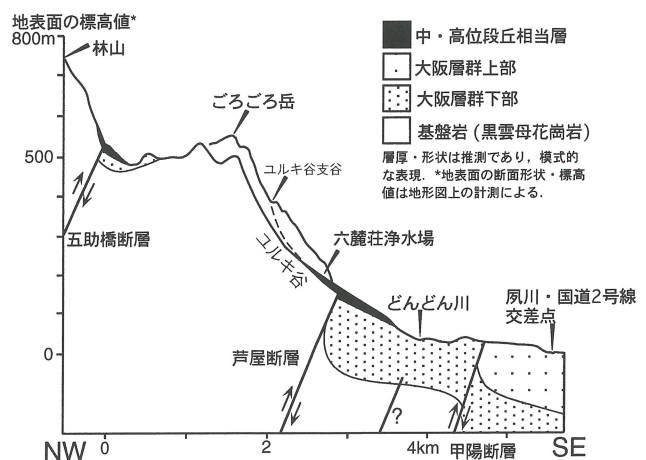 地表面の標高値*
800m
林山
ごろごろ岳
ユルキ谷支谷
500
五助橋断層
ユルキ谷
六麓荘浄水場
どんどん川
夙川・国道2号線
交差点
0
芦屋断層
?
甲陽断層
NW
0
2
4km
SE
中・高位段丘相当層
大阪層群上部
大阪層群下部
基盤岩 (黒雲母花崗岩)
層厚・形状は推測であり，模式的
な表現．*地表面の断面形状・標高
値は地形図上の計測による．